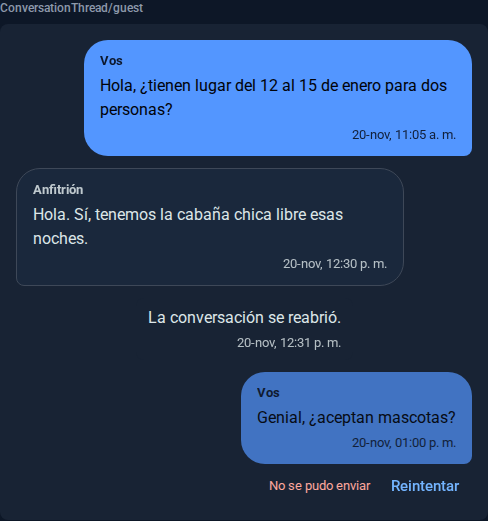 ConversationThread/guest
Vos
Hola, ¿tienen lugar del 12 al 15 de enero para dos
personas?
20-nov, 11:05 a. m.
Anfitrión
Hola. Sí, tenemos la cabaña chica libre esas
noches.
20-nov, 12:30 p. m.
La conversación se reabrió.
20-nov, 12:31 p. m.
Vos
Genial, ¿aceptan mascotas?
20-nov, 01:00 p. m.
No se pudo enviar
Reintentar